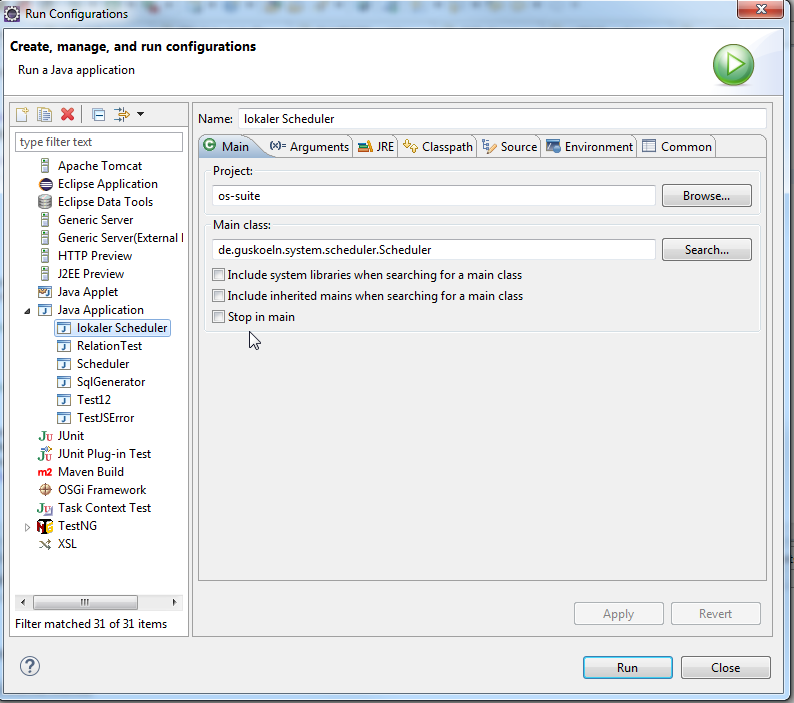 Run Configurations
Create, manage, and run configurations
Run a Java application
type filter text
Apache Tomcat
Eclipse Application
Eclipse Data Tools
Generic Server
Generic Server(External l
HTTP Preview
J2EE Preview
Java Applet
Java Application
lokaler Scheduler
RelationTest
Scheduler
SqlGenerator
Test12
TestJSError
JUnit
JUnit Plug-in Test
Maven Build
OSGi Framework
Task Context Test
TestNG
XSL
Filter matched 31 of 31 items
Name: lokaler Scheduler
Main (x)= Arguments JRE Classpath Source Environment Common
Project:
os-suite Browse...
Main class:
de.guskoeln.system.scheduler.Scheduler Search...
Include system libraries when searching for a main class
Include inherited mains when searching for a main class
Stop in main
Apply Revert
Run Close